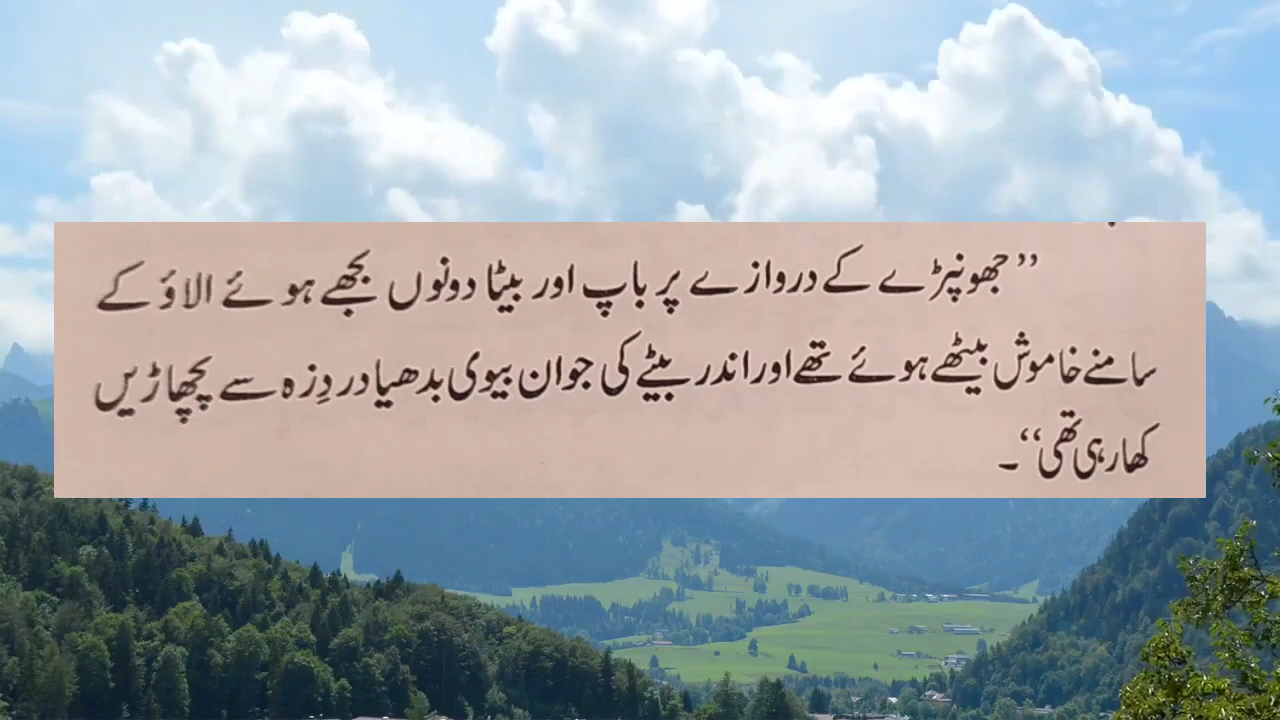 ’’جھونپڑے کے دروازے پر باپ اور بیٹا دونوں بجھے ہوئے الاؤ کے
سامنے خاموش بیٹھے ہوئے تھے اور اندر بیٹے کی جوان بیوی بدھیا دردِ زہ سے پچھاڑیں
کھا رہی تھی‘‘۔